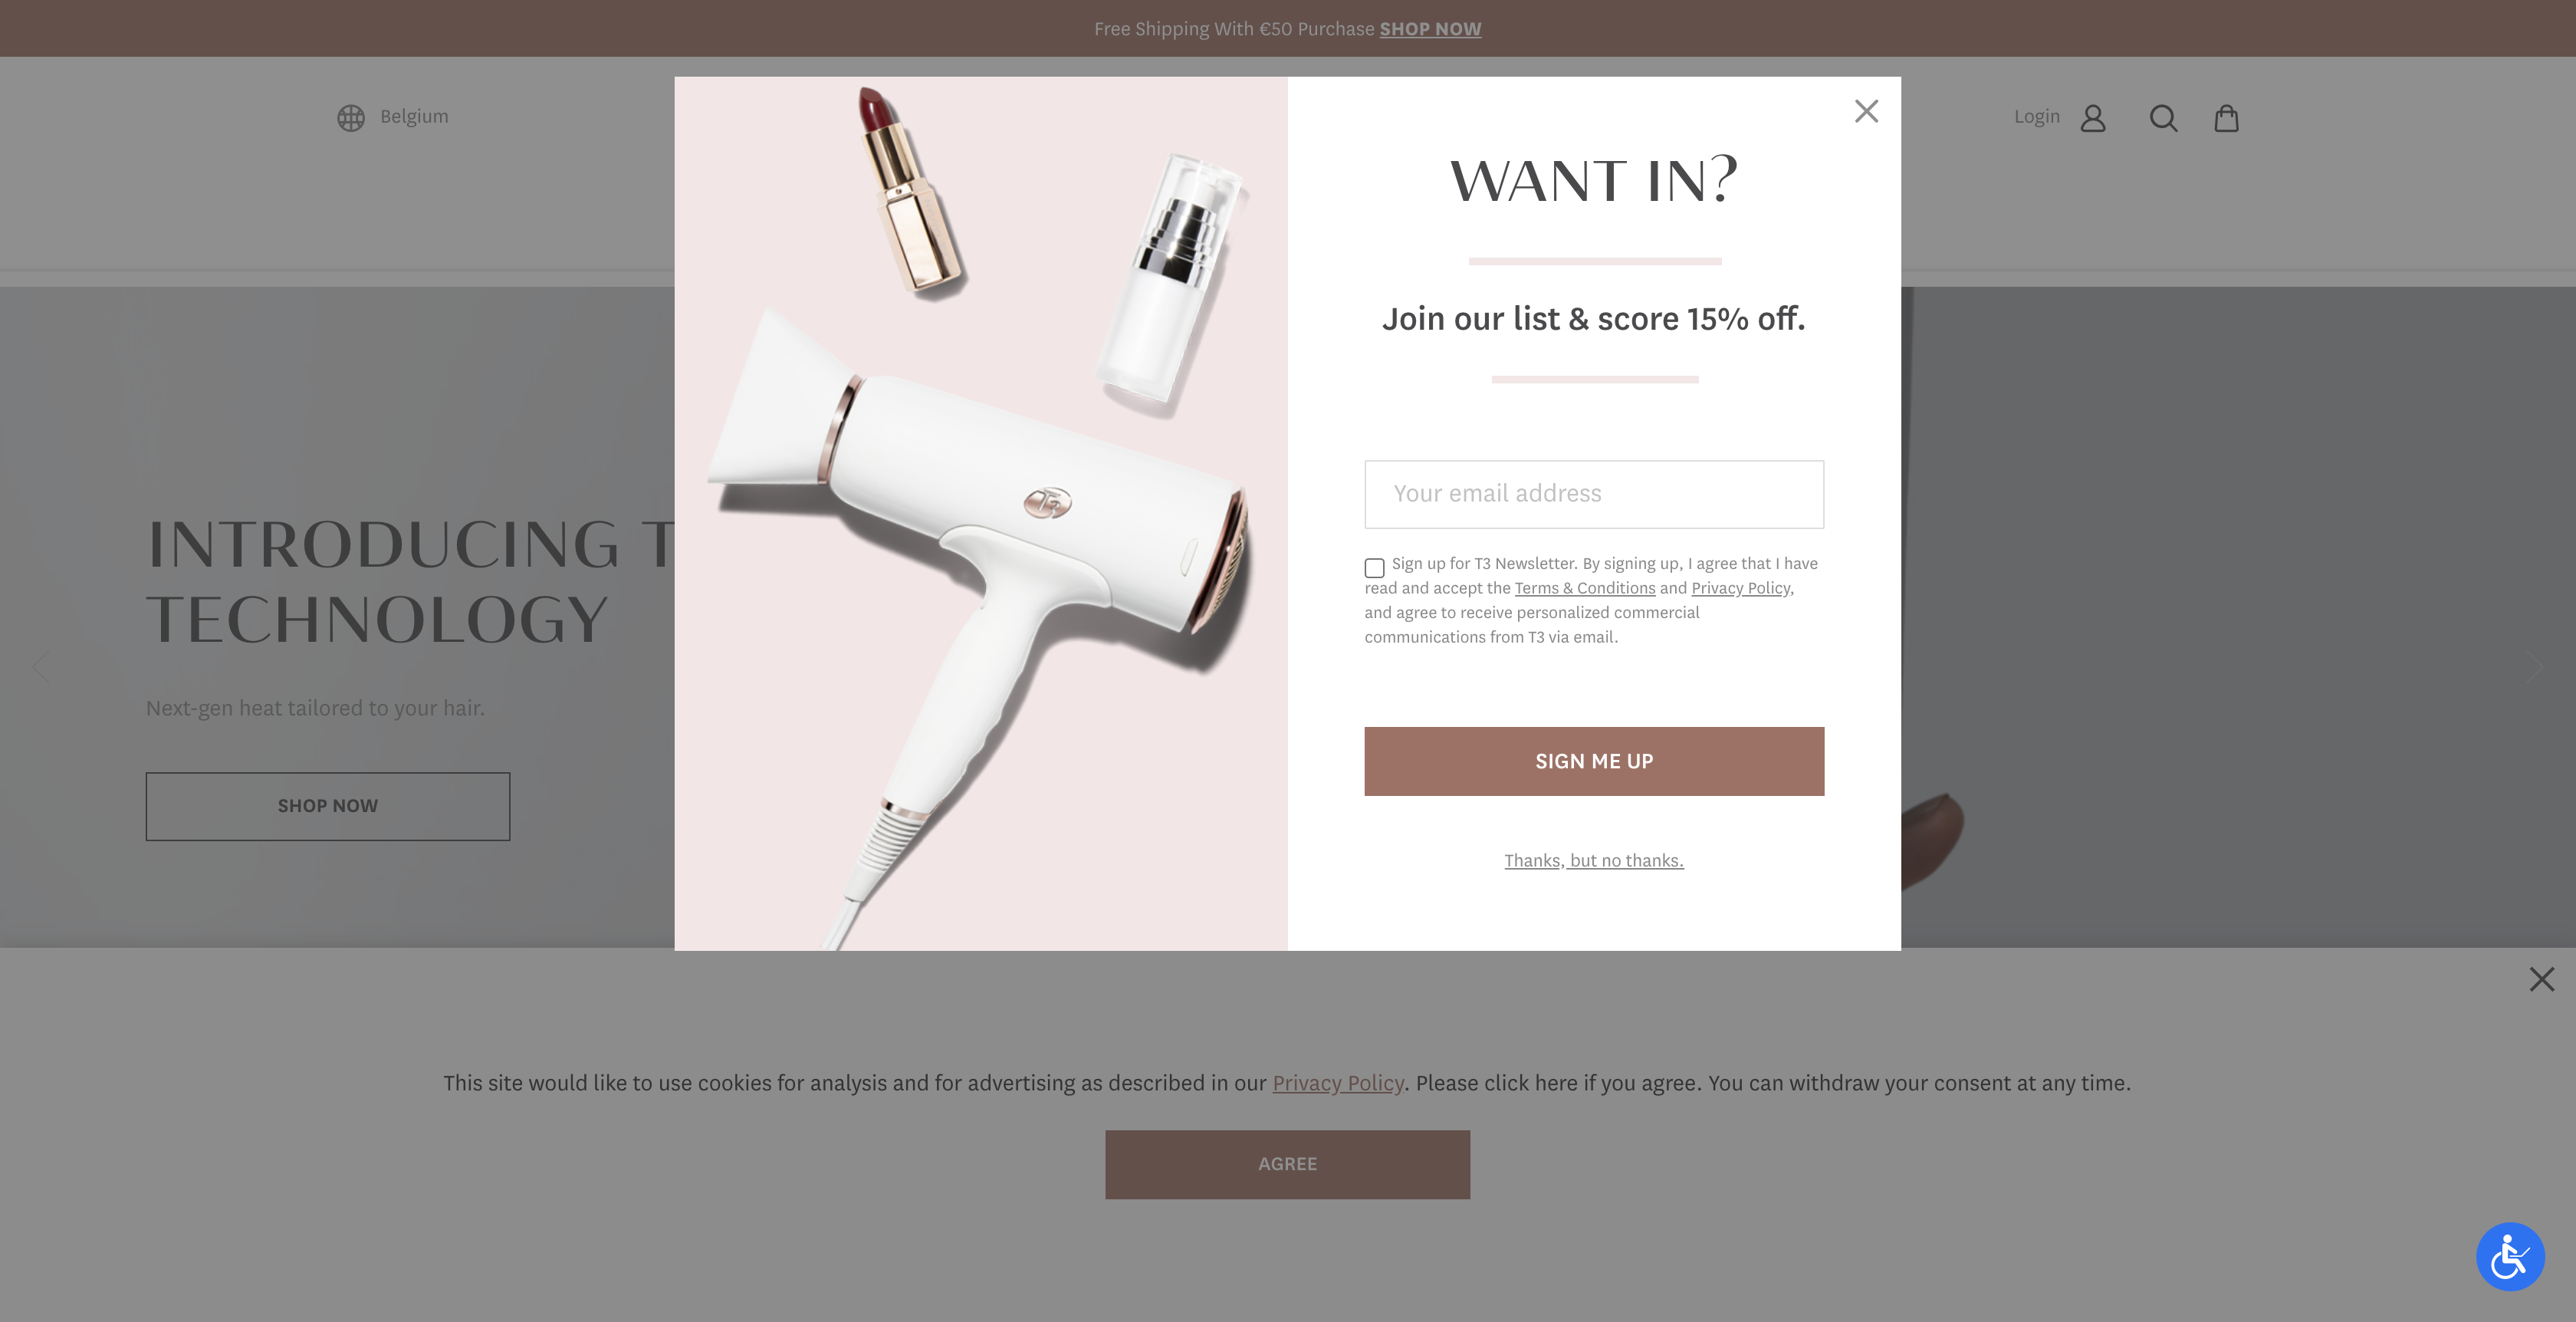 Free Shipping With €50 Purchase SHOP NOW
Belgium
Login
WANT IN?
Join our list & score 15% off.
Your email address
Sign up for T3 Newsletter. By signing up, I agree that I have
read and accept the Terms & Conditions and Privacy Policy,
and agree to receive personalized commercial
communications from T3 via email.
SIGN ME UP
Thanks, but no thanks.
T3
INTRODUCING T
TECHNOLOGY
Next-gen heat tailored to your hair.
SHOP NOW
This site would like to use cookies for analysis and for advertising as described in our Privacy Policy. Please click here if you agree. You can withdraw your consent at any time.
AGREE